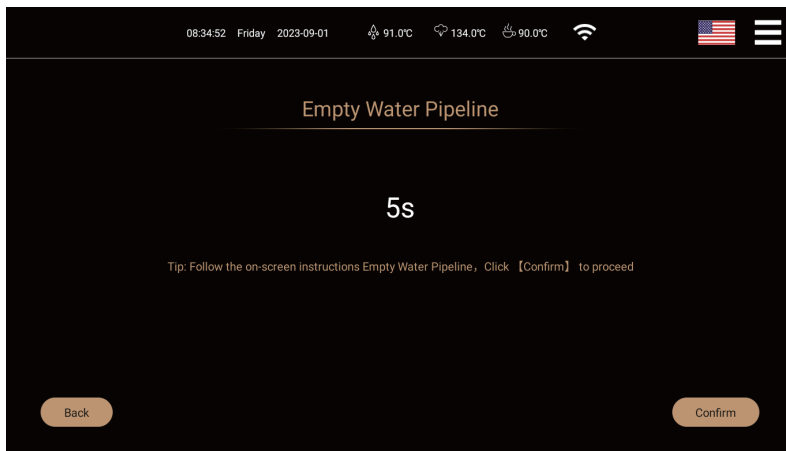 08:34:52 Friday 2023-09-01 91.0℃ 134.0℃ 90.0℃
Empty Water Pipeline
5s
Tip: Follow the on-screen instructions Empty Water Pipeline，Click 【Confirm】 to proceed
Back Confirm